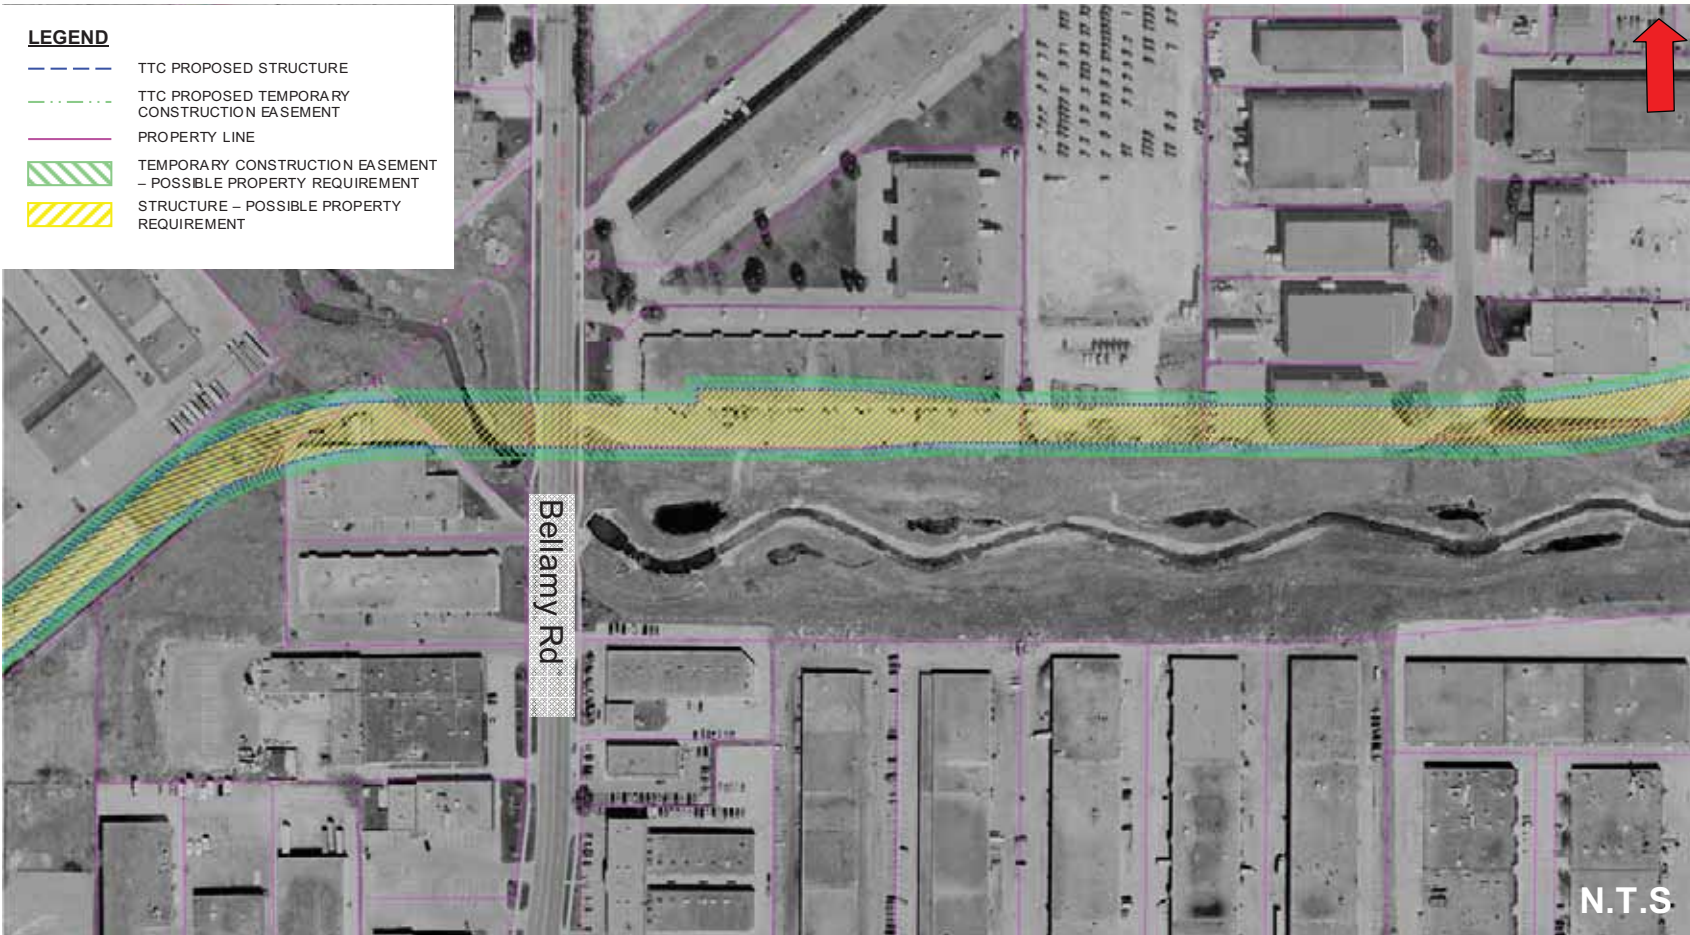 LEGEND
TTC PROPOSED STRUCTURE
TTC PROPOSED TEMPORARY
CONSTRUCTION EASEMENT
PROPERTY LINE
TEMPORARY CONSTRUCTION EASEMENT
– POSSIBLE PROPERTY REQUIREMENT
STRUCTURE – POSSIBLE PROPERTY
REQUIREMENT
Bellamy Rd
N.T.S